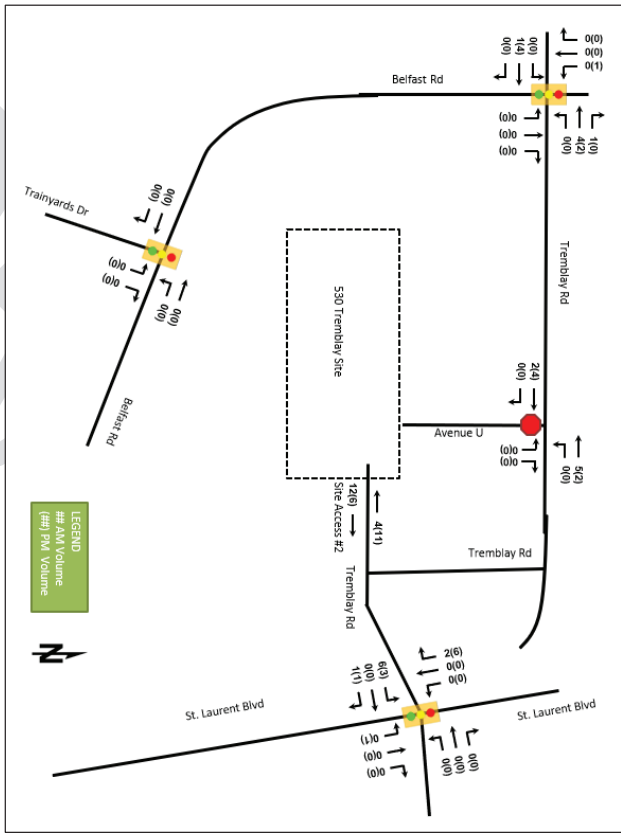 0(0)
0(0)
0(1)
0(0)
1(4)
0(0)
Belfast Rd
0(0)
0(0)
0(0)
1(0)
4(2)
0(0)
Trainyards Dr
0(0)
0(0)
0(0)
0(0)
0(0)
0(0)
Belfast Rd
530 Tremblay Site
Tremblay Rd
2(4)
0(0)
Avenue U
0(0)
0(0)
5(2)
0(0)
12(6)
Site Access #2
4(11)
Tremblay Rd
Tremblay Rd
LEGEND
## AM Volume
(##) PM Volume
N
2(6)
0(0)
0(0)
6(3)
0(0)
1(1)
St. Laurent Blvd
St. Laurent Blvd
0(1)
0(0)
0(0)
0(0)
0(0)
0(0)